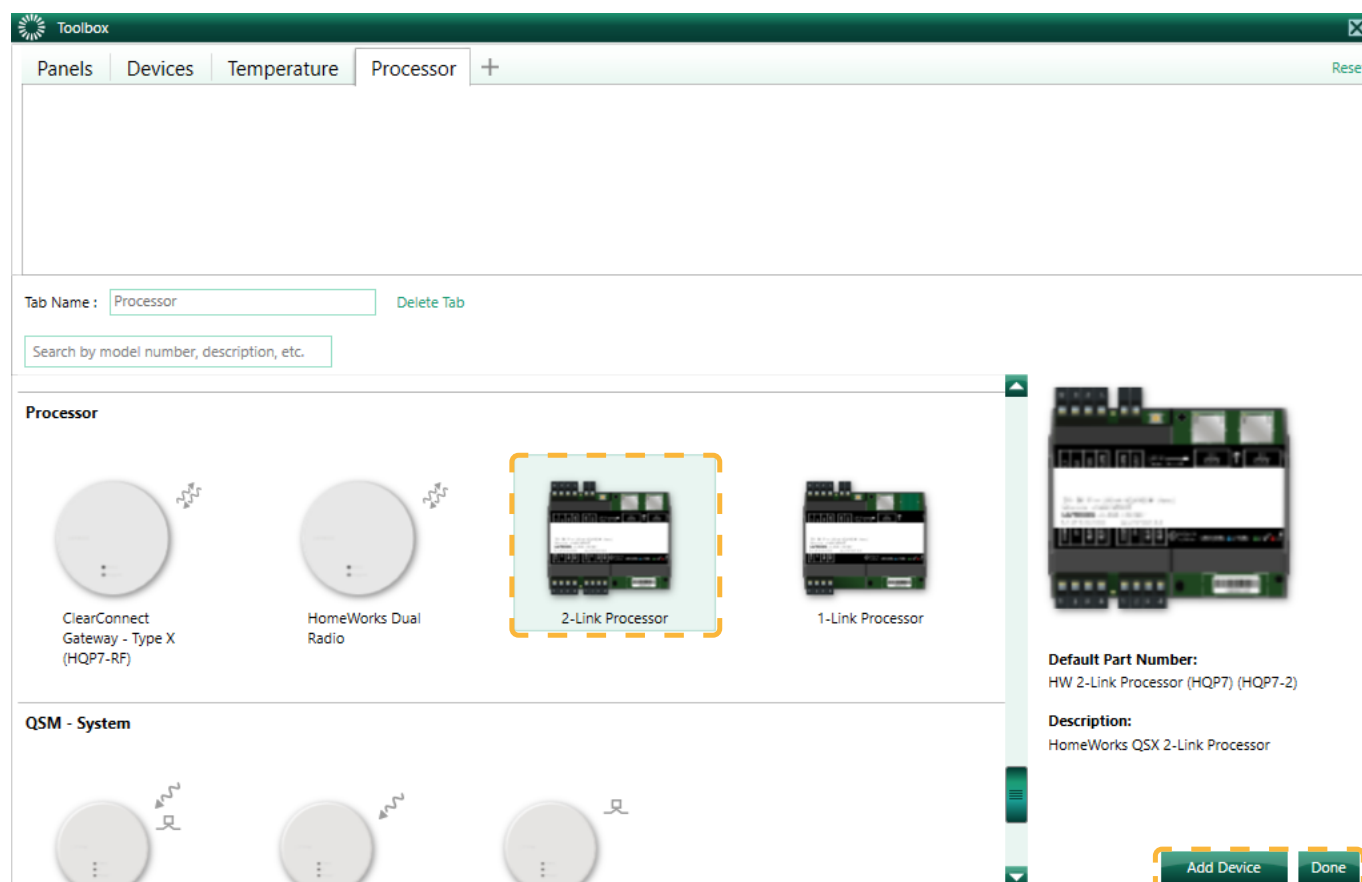 Toolbox
Panels
Devices
Temperature
Processor
Rese
Tab Name :
Processor
Delete Tab
Search by model number, description, etc.
Processor
ClearConnect
Gateway - Type X
(HQP7-RF)
HomeWorks Dual
Radio
2-Link Processor
1-Link Processor
Default Part Number:
HW 2-Link Processor (HQP7) (HQP7-2)
Description:
HomeWorks QSX 2-Link Processor
QSM - System
Add Device
Done